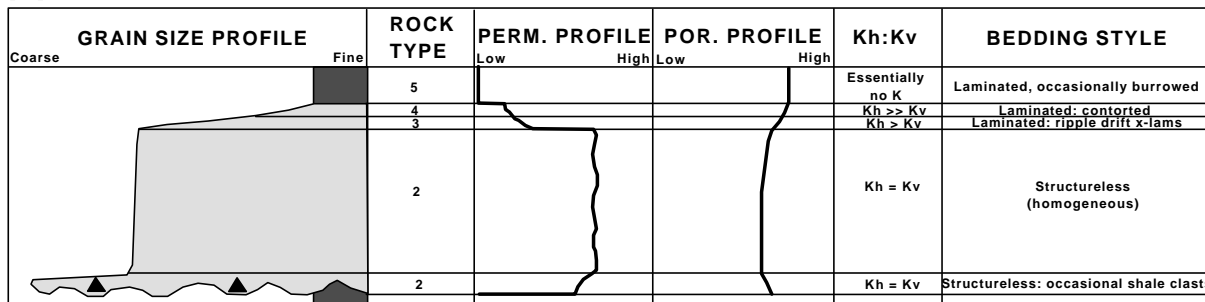 GRAIN SIZE PROFILE
Coarse Fine
ROCK
TYPE
PERM. PROFILE
Low High
POR. PROFILE
Low High
Kh:Kv
BEDDING STYLE
5
Essentially
no K
Laminated, occasionally burrowed
4
Kh >> Kv
Laminated: contorted
3
Kh > Kv
Laminated: ripple drift x-lams
2
Kh = Kv
Structureless
(homogeneous)
2
Kh = Kv
Structureless: occasional shale clast